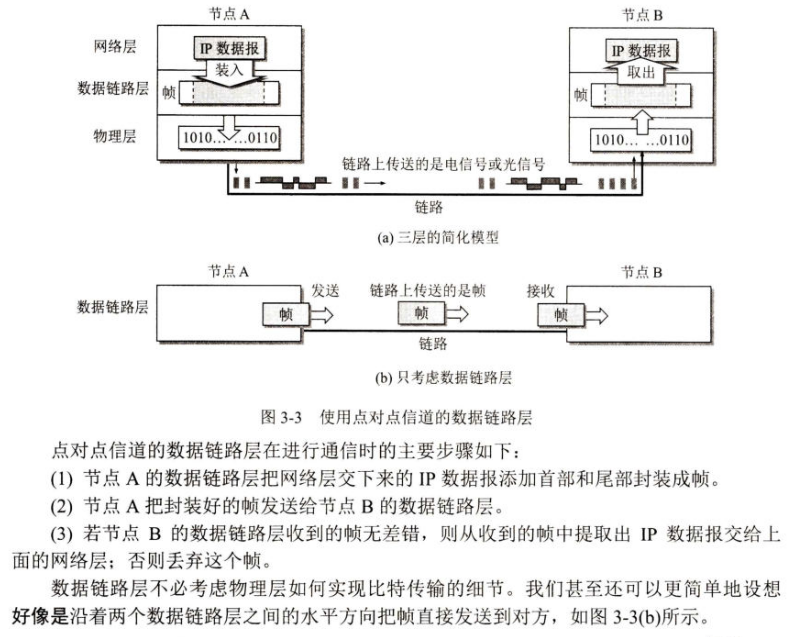 节点 A
节点 B
网络层
IP 数据报
IP 数据报
装入
取出
数据链路层
帧
帧
物理层
1010… …0110
1010… …0110
链路上传送的是电信号或光信号
链路
(a) 三层的简化模型
节点 A
节点 B
数据链路层
发送
链路上传送的是帧
接收
帧
帧
帧
链路
(b) 只考虑数据链路层
图 3-3 使用点对点信道的数据链路层
点对点信道的数据链路层在进行通信时的主要步骤如下：
(1) 节点 A 的数据链路层把网络层交下来的 IP 数据报添加首部和尾部封装成帧。
(2) 节点 A 把封装好的帧发送给节点 B 的数据链路层。
(3) 若节点 B 的数据链路层收到的帧无差错，则从收到的帧中提取出 IP 数据报交给上
面的网络层；否则丢弃这个帧。
数据链路层不必考虑物理层如何实现比特传输的细节。我们甚至还可以更简单地设想
好像是沿着两个数据链路层之间的水平方向把帧直接发送到对方，如图 3-3(b)所示。